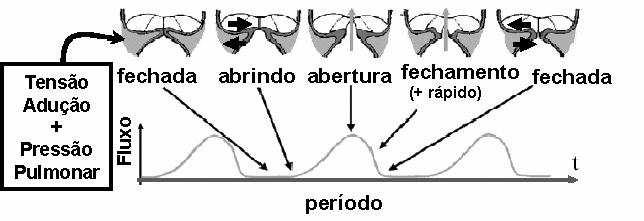 Tensão
Adução
+
Pressão
Pulmonar
fechada
abrindo
abertura
fechamento
(+ rápido)
fechada
Fluxo
t
período